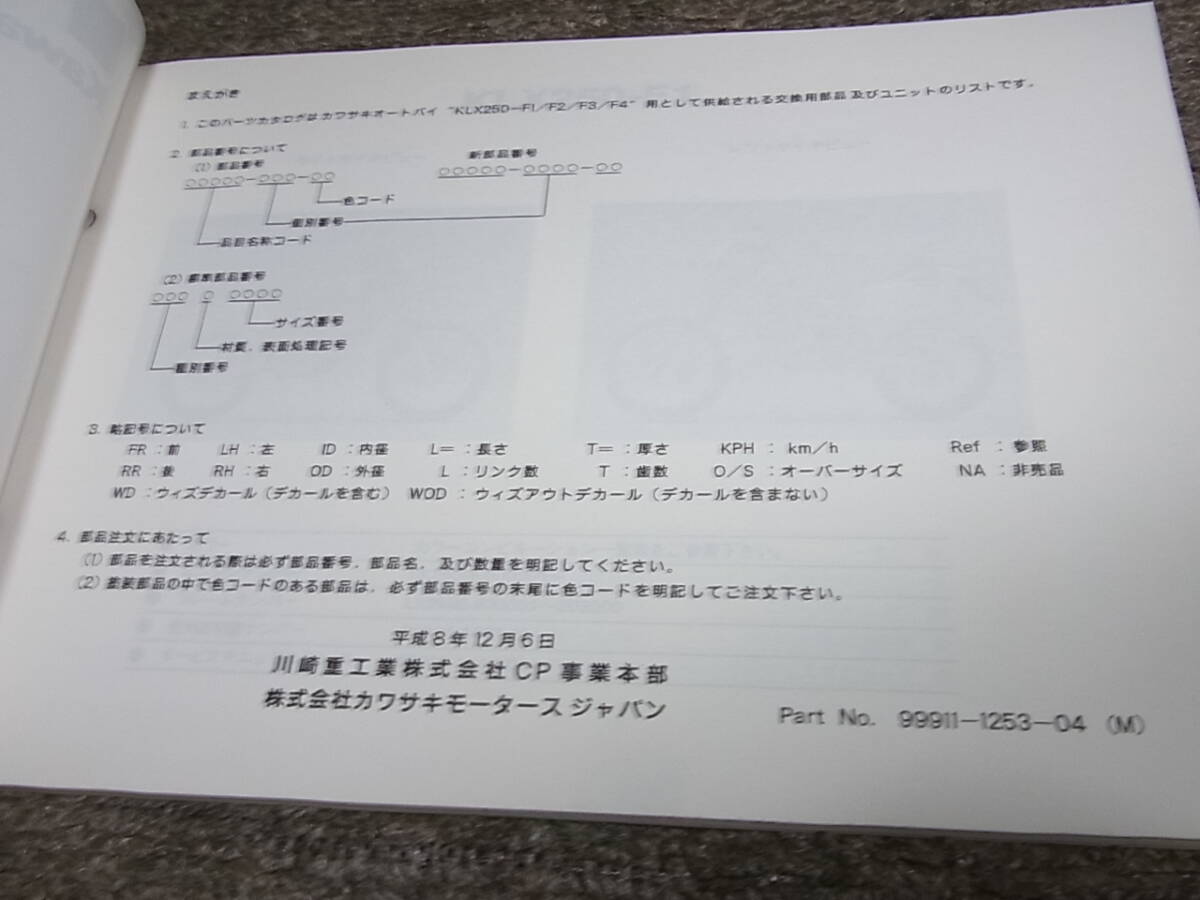 まえがき
1. このパーツカタログはカワサキオートバイ "KLX250-F1/F2/F3/F4" 用として供給される交換用部品及びユニットのリストです。
2. 部品番号について
(1) 部品番号
新部品番号
○○○○○-○○○-○○
○○○○○-○○○○-○○
色コード
個別番号
品目名称コード
(2) 標準部品番号
○○○ ○ ○○○○
サイズ番号
材質、表面処理記号
種別番号
3. 略記号について
FR：前 LH：左 ID：内径 L=：長さ T=：厚さ KPH： km/h Ref ：参照
RR：後 RH：右 OD：外径 L：リンク数 T：歯数 O/S：オーバーサイズ NA：非売品
WD：ウィズデカール（デカールを含む） WOD：ウィズアウトデカール（デカールを含まない）
4. 部品注文にあたって
(1) 部品を注文される際は必ず部品番号、部品名、及び数量を明記してください。
(2) 塗装部品の中で色コードのある部品は、必ず部品番号の末尾に色コードを明記してご注文下さい。
平成8年12月6日
川崎重工業株式会社CP事業本部
株式会社カワサキモータースジャパン
Part No. 99911-1253-04 (M)